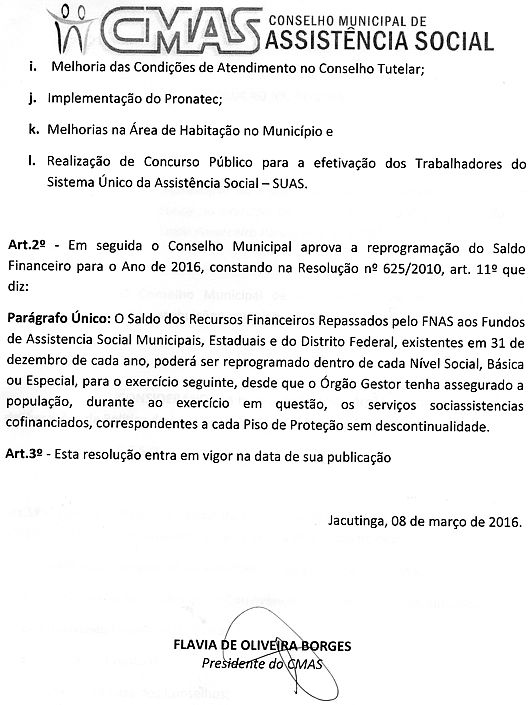 CMAS CONSELHO MUNICIPAL DE
ASSISTÊNCIA SOCIAL
i. Melhoria das Condições de Atendimento no Conselho Tutelar;
j. Implementação do Pronatec;
k. Melhorias na Área de Habitação no Município e
l. Realização de Concurso Público para a efetivação dos Trabalhadores do
Sistema Único da Assistência Social – SUAS.
Art.2º - Em seguida o Conselho Municipal aprova a reprogramação do Saldo
Financeiro para o Ano de 2016, constando na Resolução nº 625/2010, art. 11º que
diz:
Parágrafo Único: O Saldo dos Recursos Financeiros Repassados pelo FNAS aos Fundos
de Assistencia Social Municipais, Estaduais e do Distrito Federal, existentes em 31 de
dezembro de cada ano, poderá ser reprogramado dentro de cada Nível Social, Básica
ou Especial, para o exercício seguinte, desde que o Órgão Gestor tenha assegurado a
população, durante ao exercício em questão, os serviços sociassistencias
cofinanciados, correspondentes a cada Piso de Proteção sem descontinualidade.
Art.3º - Esta resolução entra em vigor na data de sua publicação
Jacutinga, 08 de março de 2016.
FLAVIA DE OLIVEIRA BORGES
Presidente do CMAS